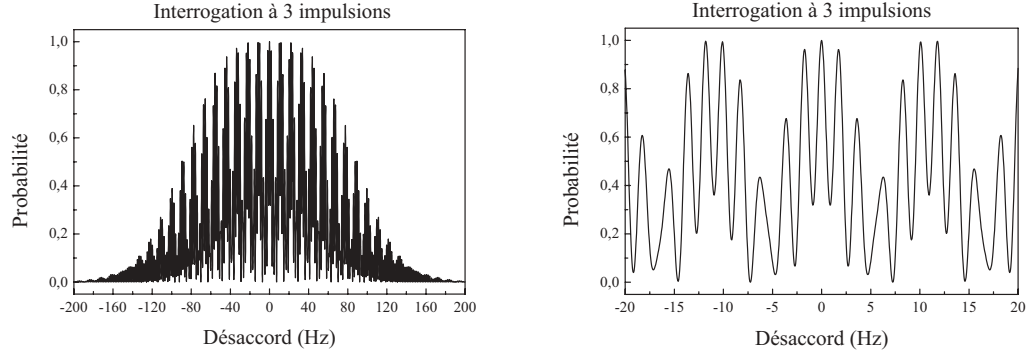 Interrogation à 3 impulsions
1,0
0,8
0,6
0,4
0,2
0,0
Probabilité
-200 -160 -120 -80 -40 0 40 80 120 160 200
Désaccord (Hz)
Interrogation à 3 impulsions
1,0
0,8
0,6
0,4
0,2
0,0
Probabilité
-20 -15 -10 -5 0 5 10 15 20
Désaccord (Hz)